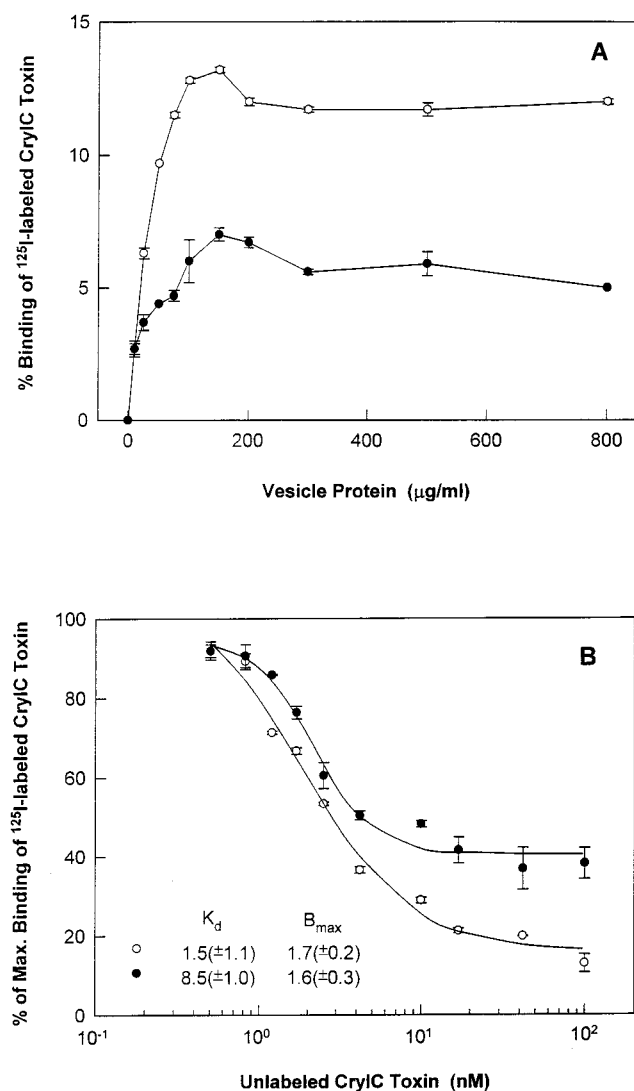 A
15
10
5
0
% Binding of ¹²⁵I-labeled CryIC Toxin
0 200 400 600 800
Vesicle Protein (μg/ml)
B
100
80
60
40
20
0
% of Max. Binding of ¹²⁵I-labeled CryIC Toxin
K_d B_max
○ 1.5(±1.1) 1.7(±0.2)
● 8.5(±1.0) 1.6(±0.3)
10⁻¹ 10⁰ 10¹ 10²
Unlabeled CryIC Toxin (nM)